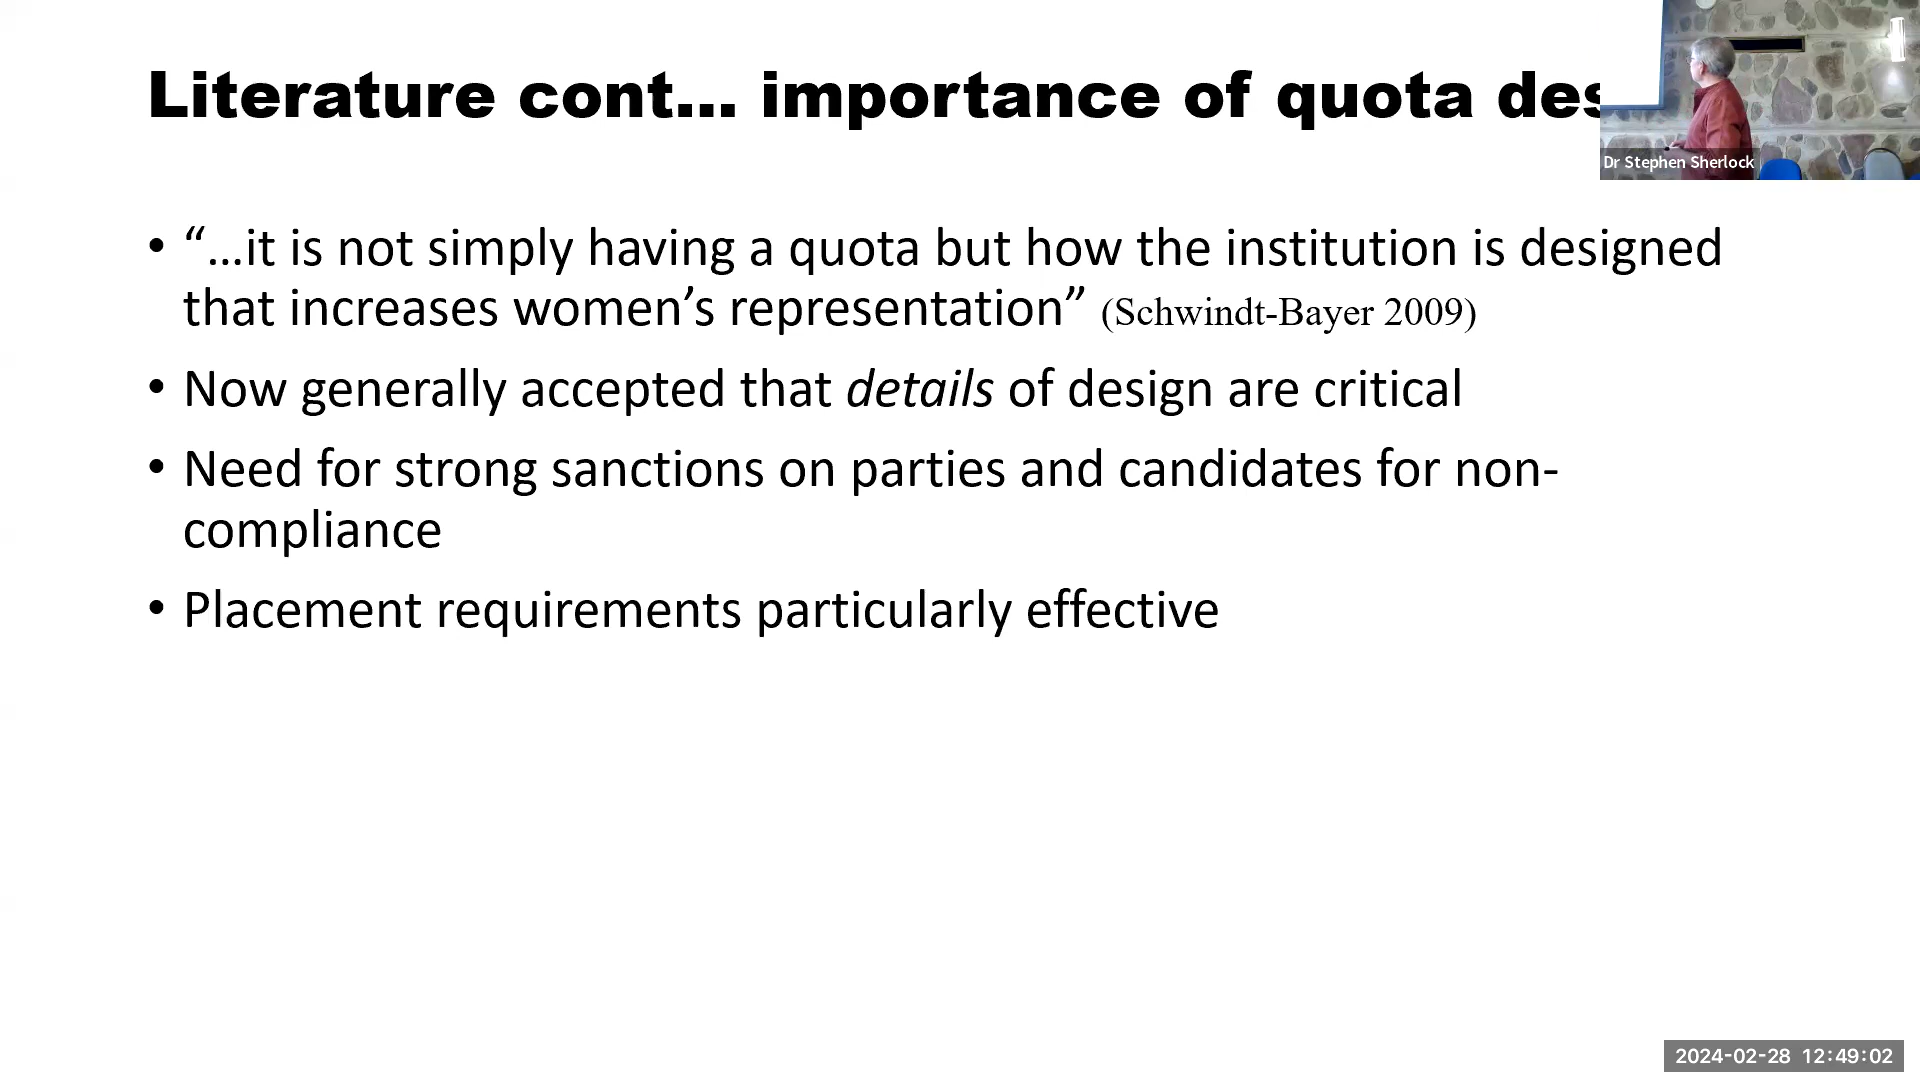 Literature cont... importance of quota des
Dr Stephen Sherlock
• “...it is not simply having a quota but how the institution is designed
that increases women’s representation” (Schwindt-Bayer 2009)
• Now generally accepted that details of design are critical
• Need for strong sanctions on parties and candidates for non-
compliance
• Placement requirements particularly effective
2024-02-28 12:49:02